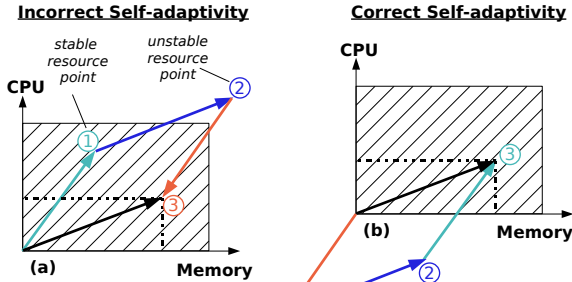 Incorrect Self-adaptivity
stable
resource
point
unstable
resource
point
CPU
1
2
3
(a)
Memory
Correct Self-adaptivity
CPU
3
(b)
Memory
2